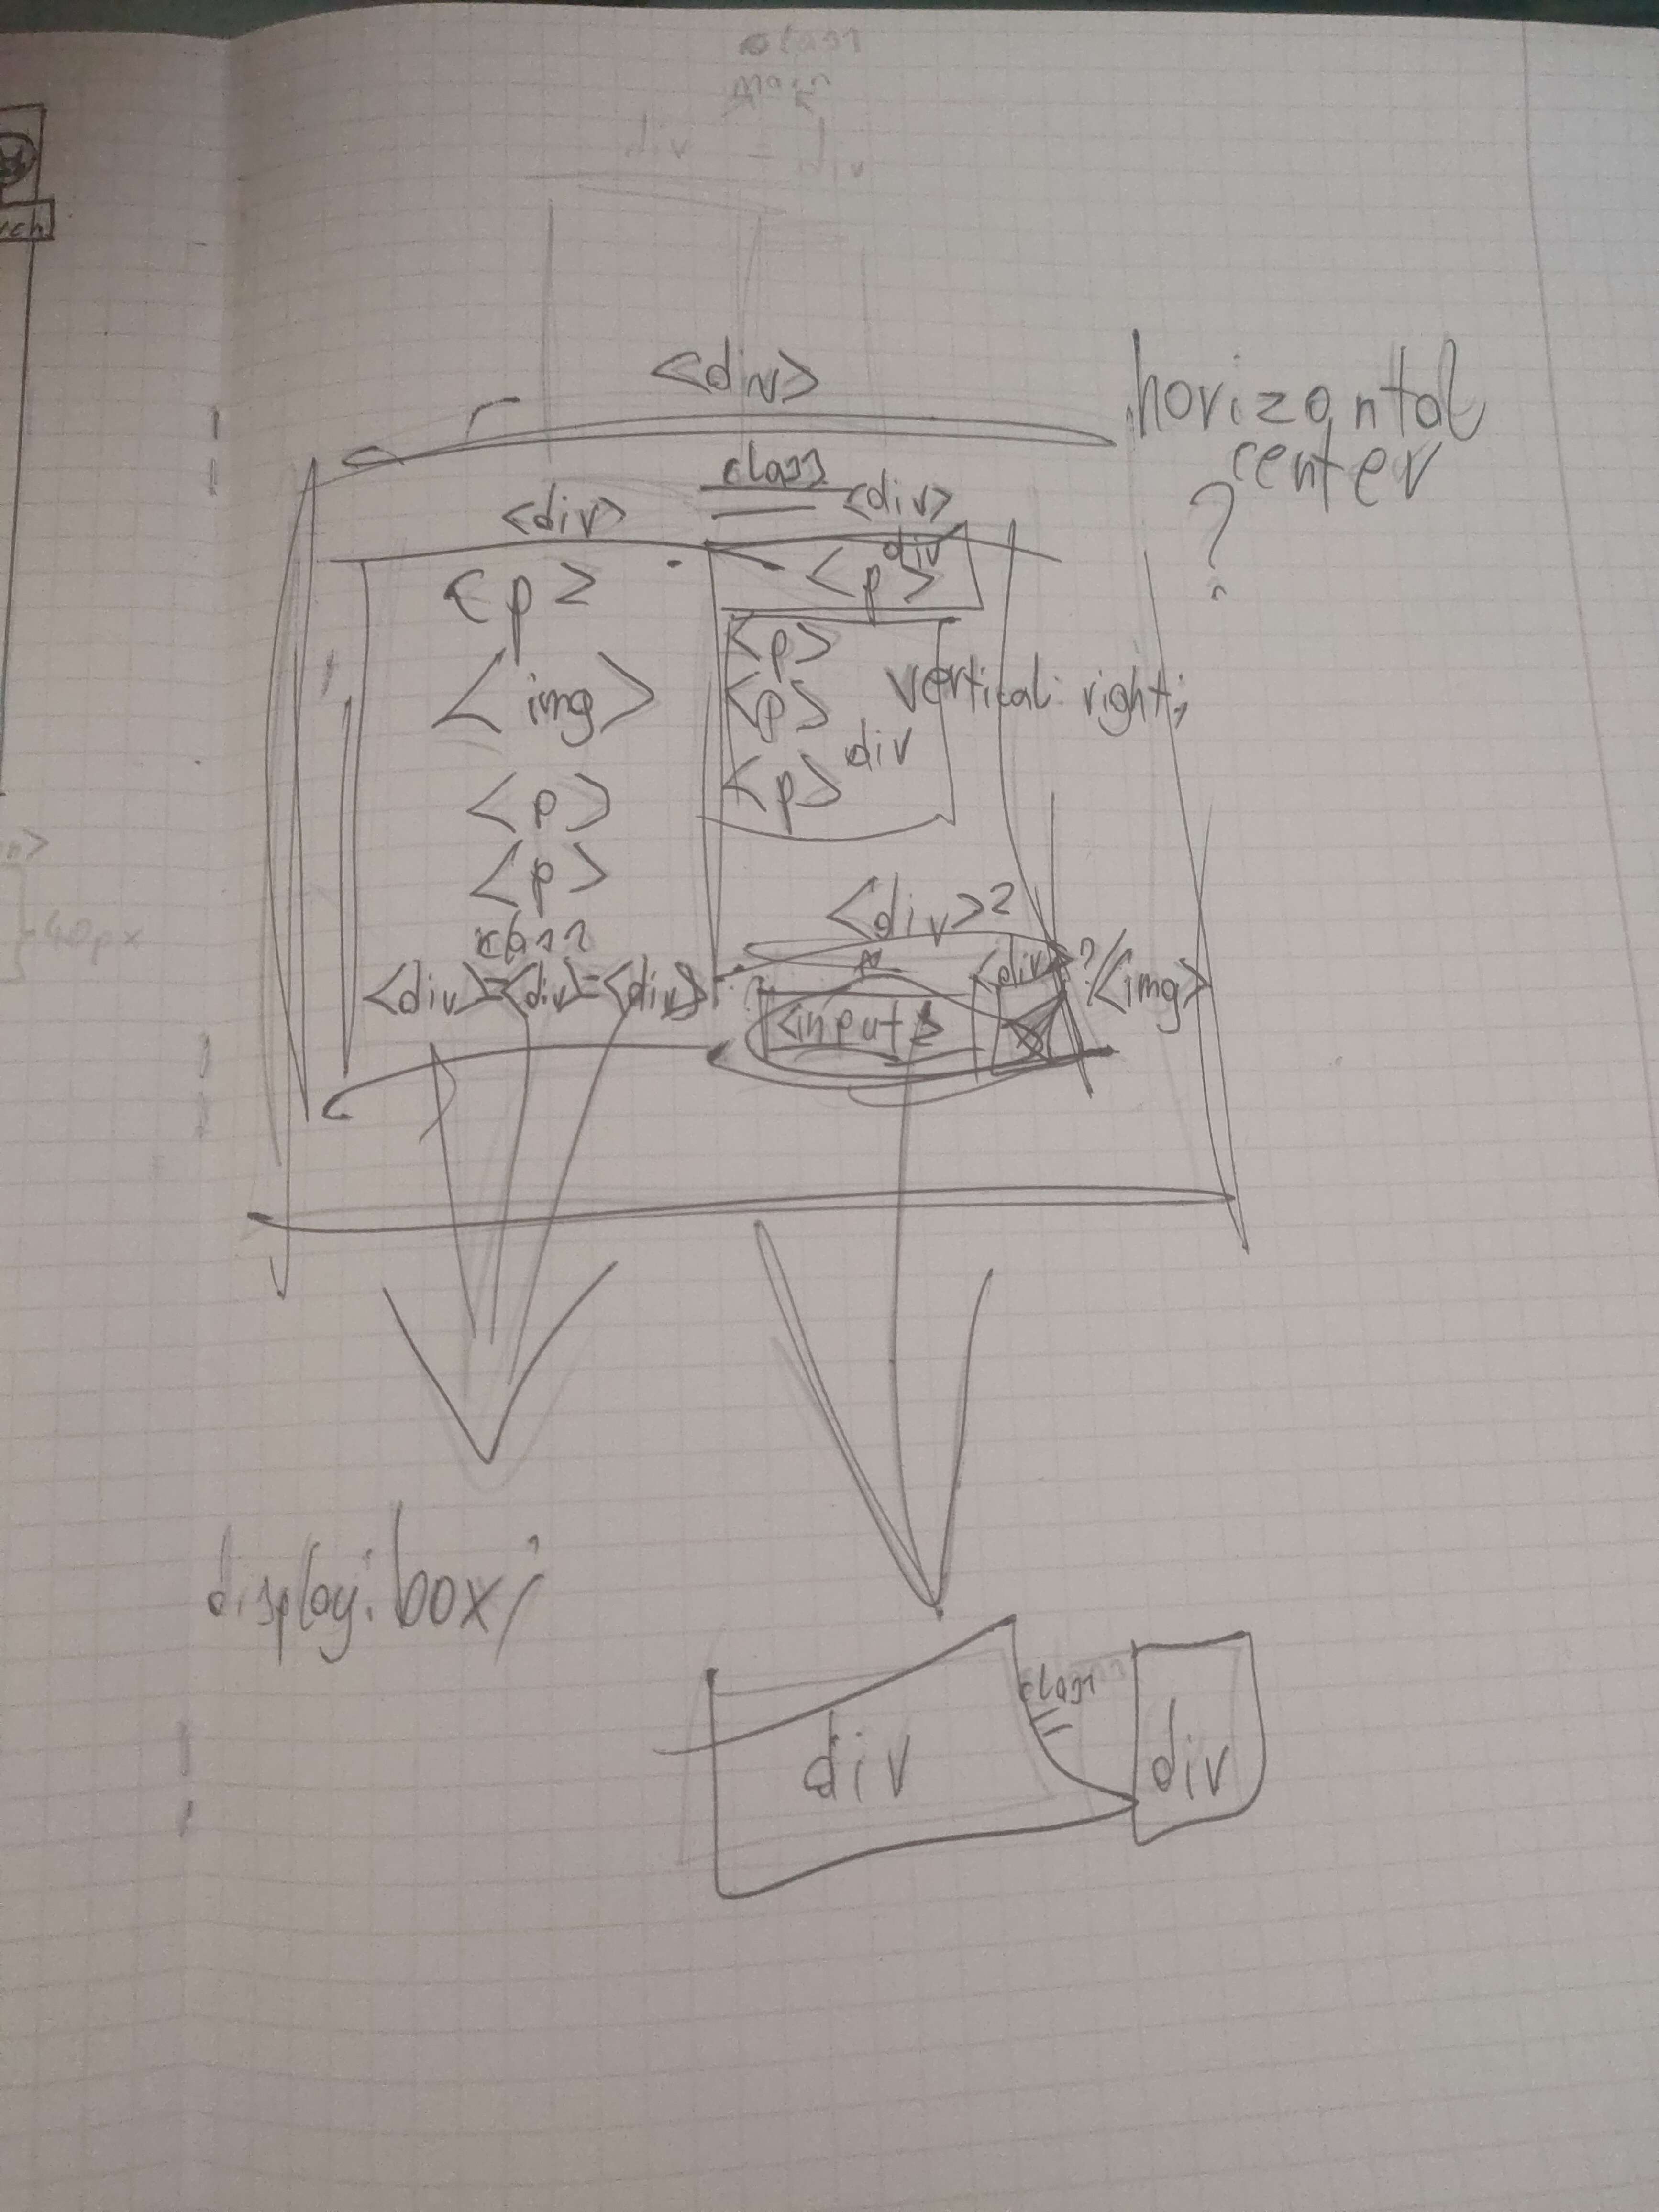 class
main
div = div
rch
<div>
horizontal
center
?
class
<div> = <div>
<p>
div
<p>
<img>
<p>
<p>
<p>
div
vertical: right;
<p>
<p>
40px
class
<div>=<div>=<div>
<div>?
<div>?/<img>
<input>
display: box;
class
div = div